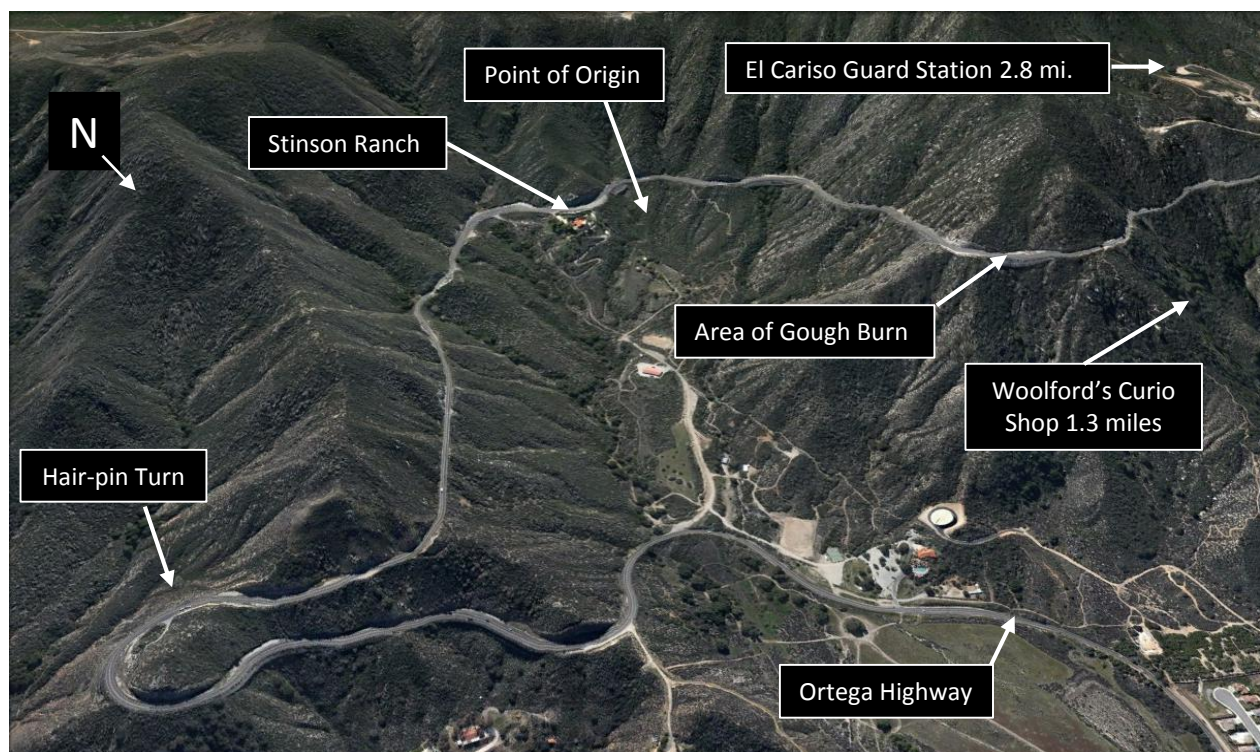 El Cariso Guard Station 2.8 mi.
Point of Origin
N
Stinson Ranch
Area of Gough Burn
Woolford’s Curio
Shop 1.3 miles
Hair-pin Turn
Ortega Highway